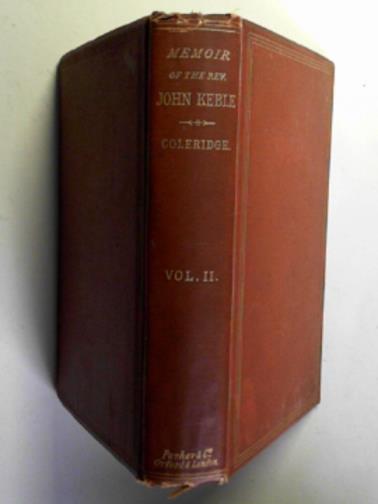 MEMOIR
OF THE REV.
JOHN KEBLE
COLERIDGE.
VOL. II.
Parker & Co.
Oxford & London.